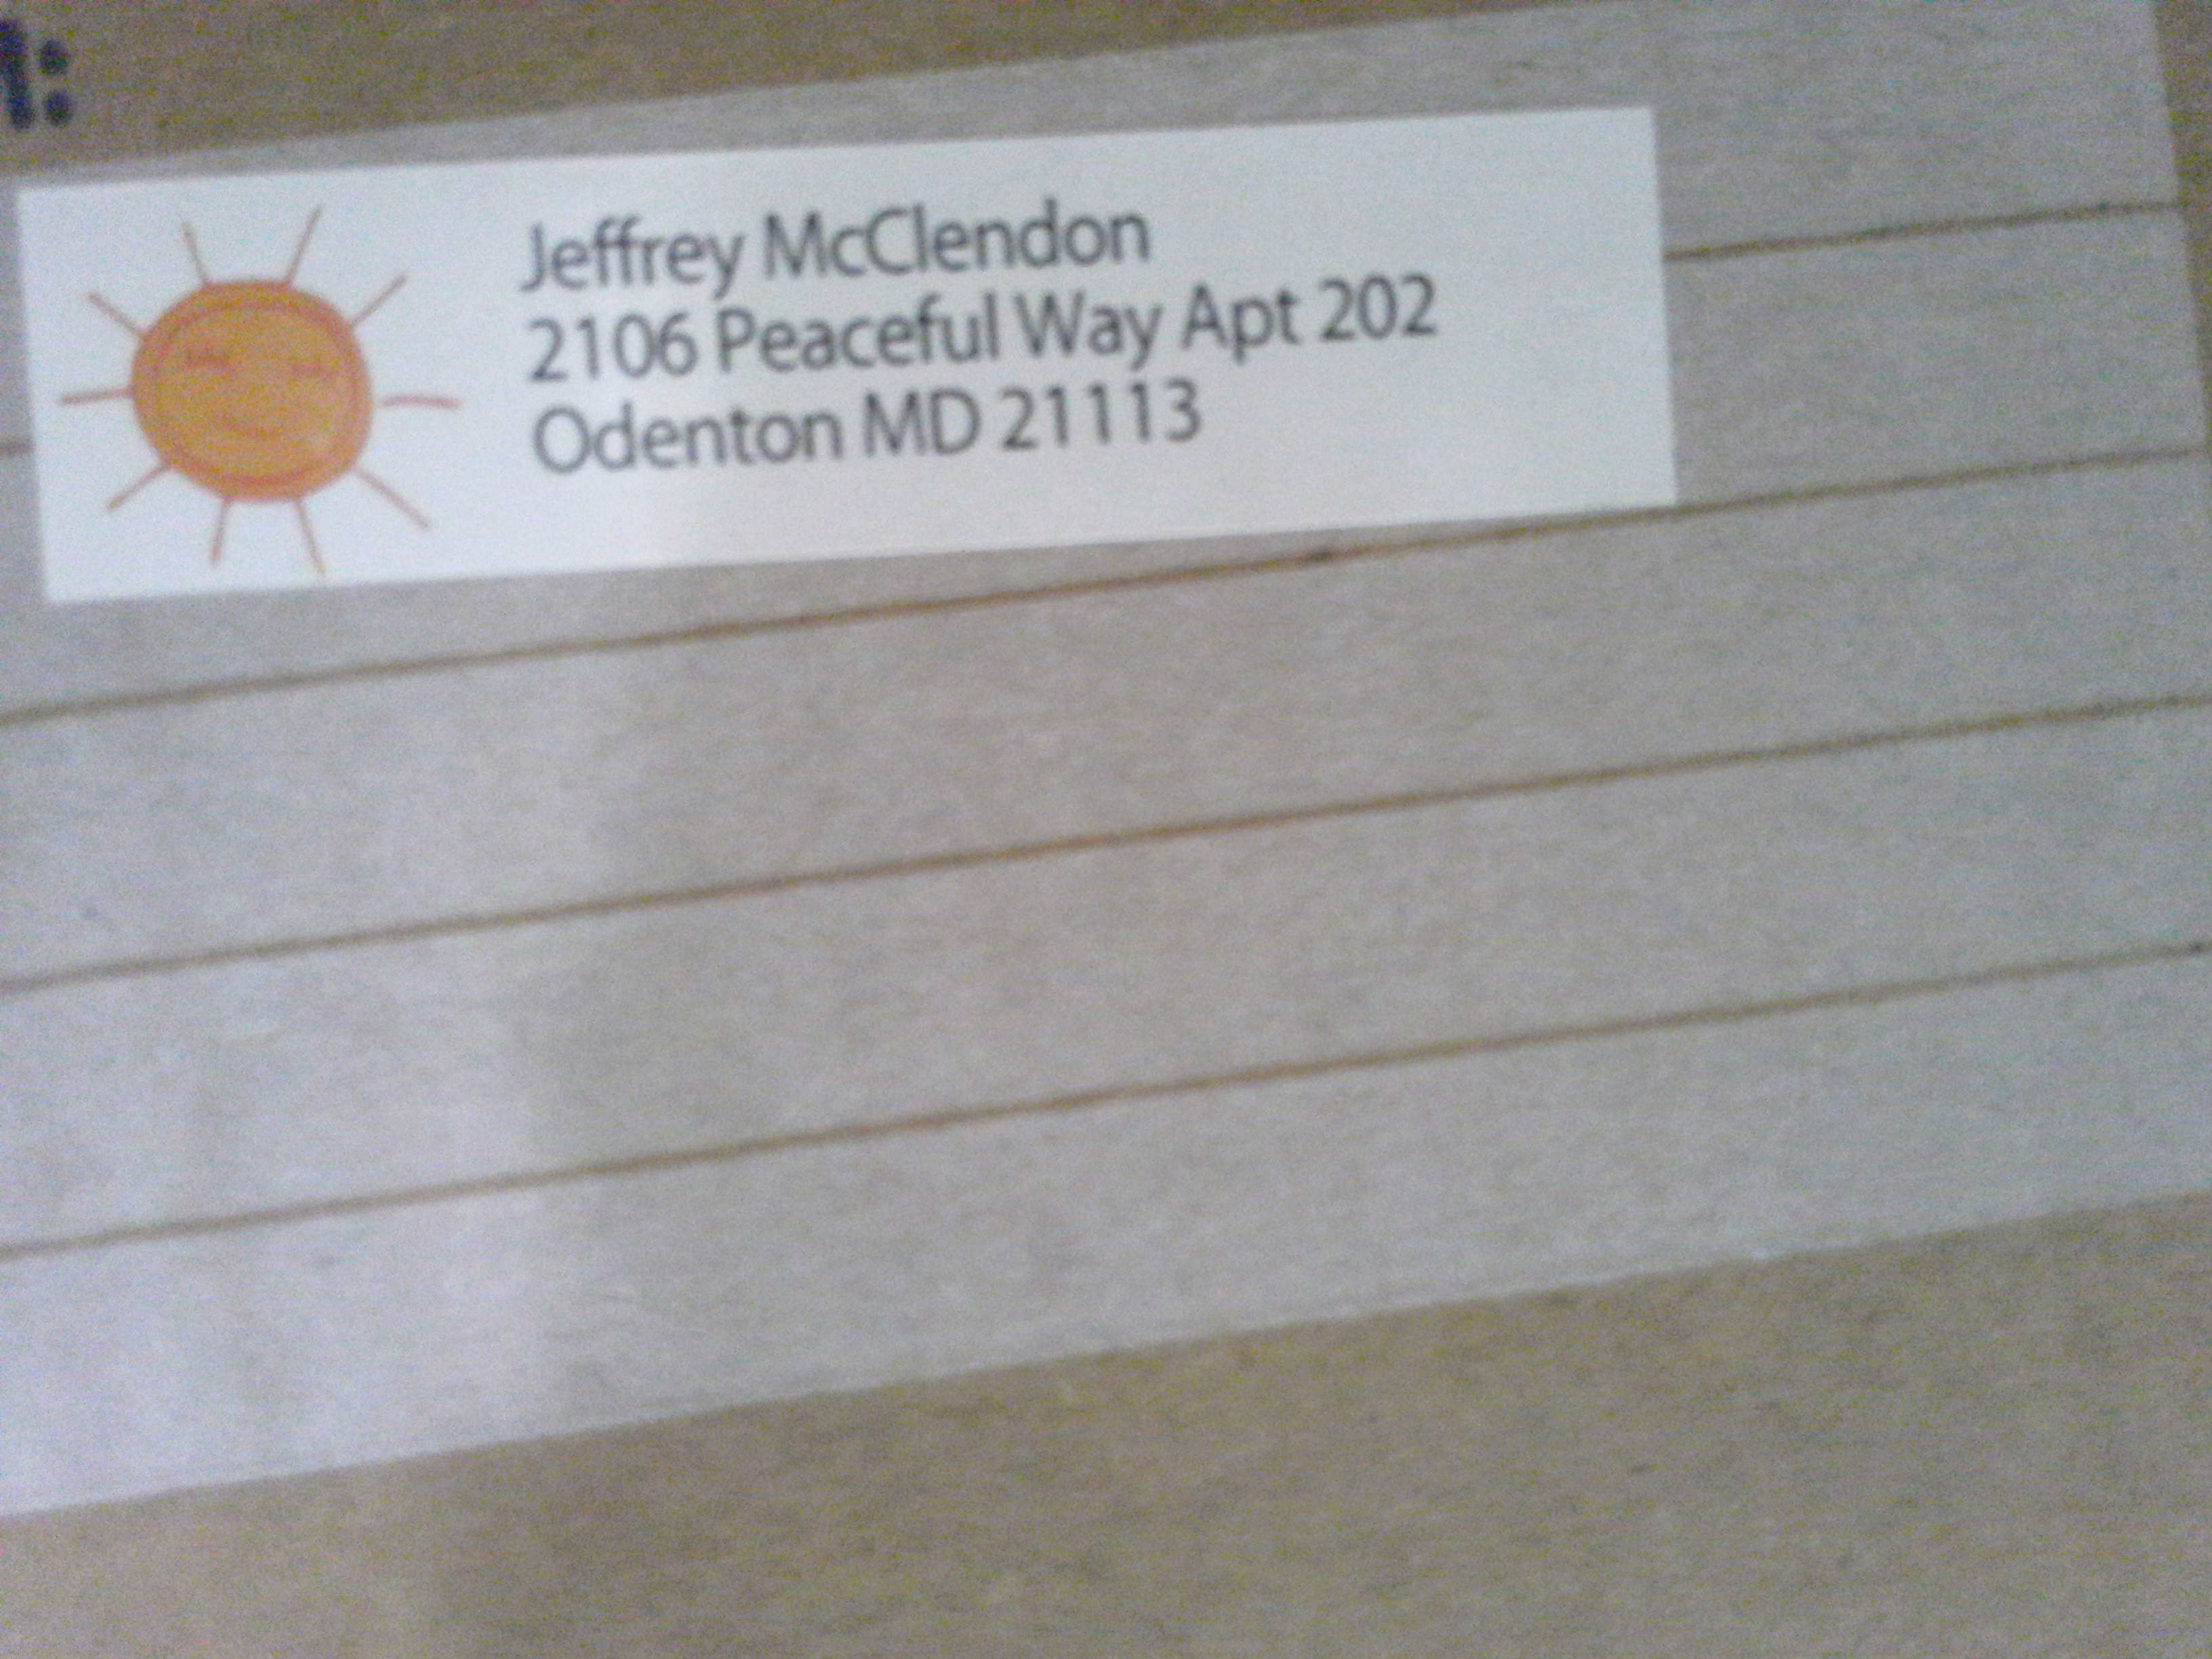 Jeffrey McClendon
2106 Peaceful Way Apt 202
Odenton MD 21113